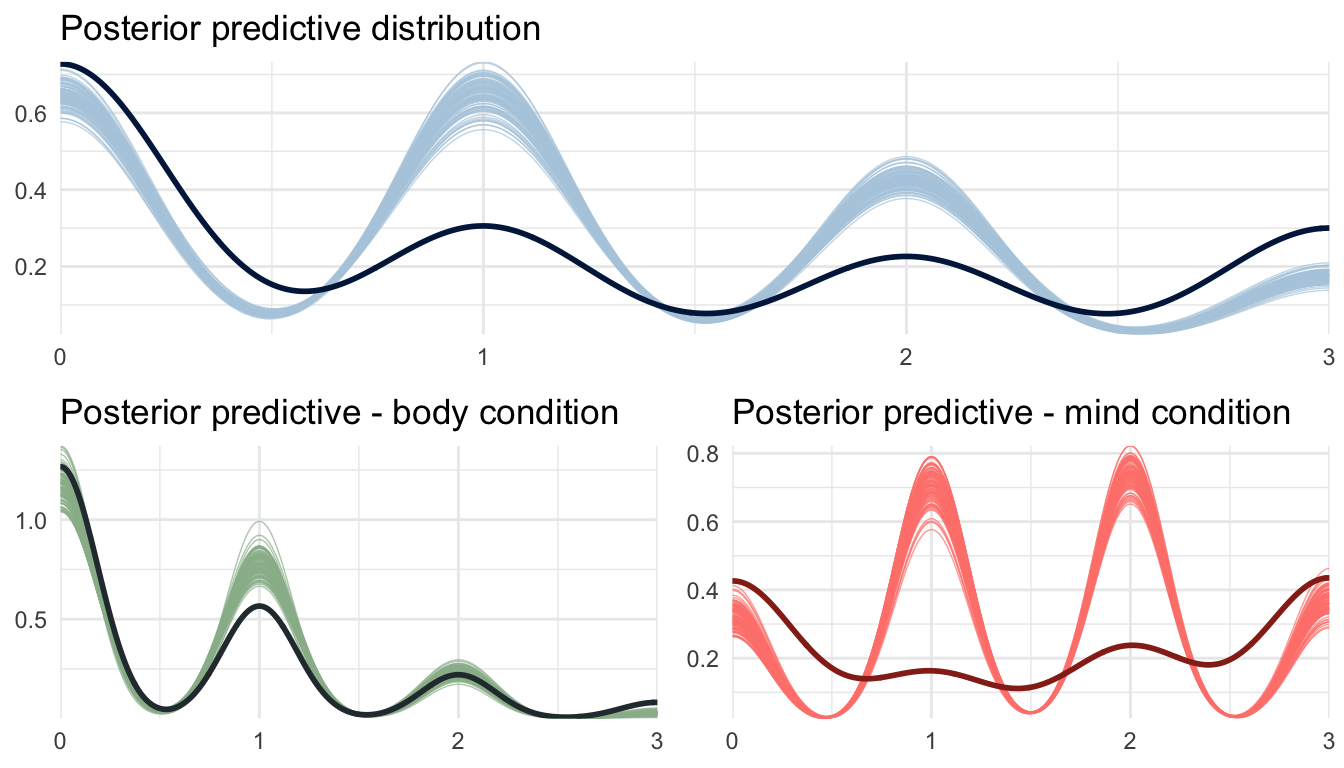 Posterior predictive distribution
0.6
0.4
0.2
0 1 2 3
Posterior predictive - body condition
1.0
0.5
0 1 2 3
Posterior predictive - mind condition
0.8
0.6
0.4
0.2
0 1 2 3